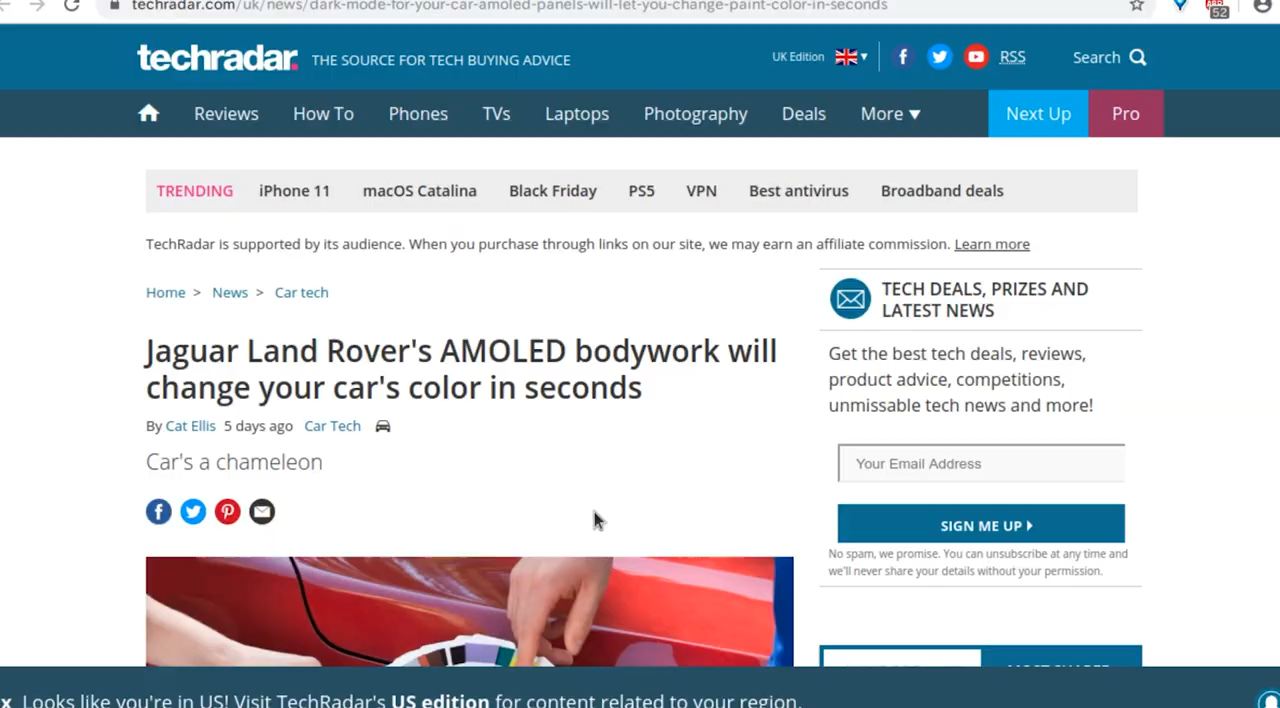 techradar.com/uk/news/dark-mode-for-your-car-amoled-panels-will-let-you-change-paint-color-in-seconds
52
techradar. THE SOURCE FOR TECH BUYING ADVICE
UK Edition
RSS
Search
Reviews How To Phones TVs Laptops Photography Deals More Next Up Pro
TRENDING iPhone 11 macOS Catalina Black Friday PS5 VPN Best antivirus Broadband deals
TechRadar is supported by its audience. When you purchase through links on our site, we may earn an affiliate commission. Learn more
Home > News > Car tech
Jaguar Land Rover's AMOLED bodywork will
change your car's color in seconds
By Cat Ellis 5 days ago Car Tech
Car's a chameleon
TECH DEALS, PRIZES AND
LATEST NEWS
Get the best tech deals, reviews,
product advice, competitions,
unmissable tech news and more!
Your Email Address
SIGN ME UP
No spam, we promise. You can unsubscribe at any time and
we'll never share your details without your permission.
x Looks like you're in US! Visit TechRadar's US edition for content related to your region.